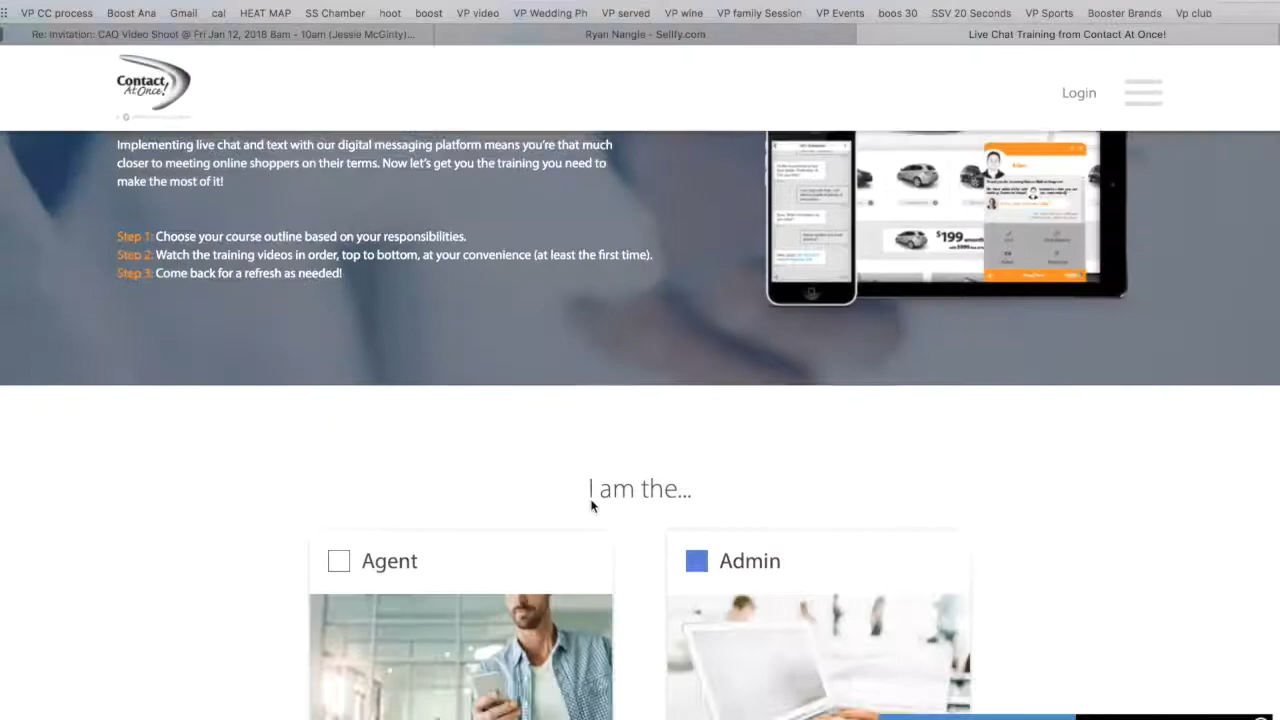 VP CC process Boost Ana Gmail cal HEAT MAP SS Chamber hoot boost VP video VP Wedding Ph VP served VP wine VP family Session VP Events boos 30 SSV 20 Seconds VP Sports Booster Brands Vp club
Re: Invitation: CAO Video Shoot @ Fri Jan 12, 2018 8am - 10am (Jessie McGinty)... Ryan Nangle - Sellfy.com Live Chat Training from Contact At Once!
Contact
At Once!
Login
Implementing live chat and text with our digital messaging platform means you're that much
closer to meeting online shoppers on their terms. Now let's get you the training you need to
make the most of it!
Step 1: Choose your course outline based on your responsibilities.
Step 2: Watch the training videos in order, top to bottom, at your convenience (at least the first time).
Step 3: Come back for a refresh as needed!
$199
I am the...
Agent
Admin